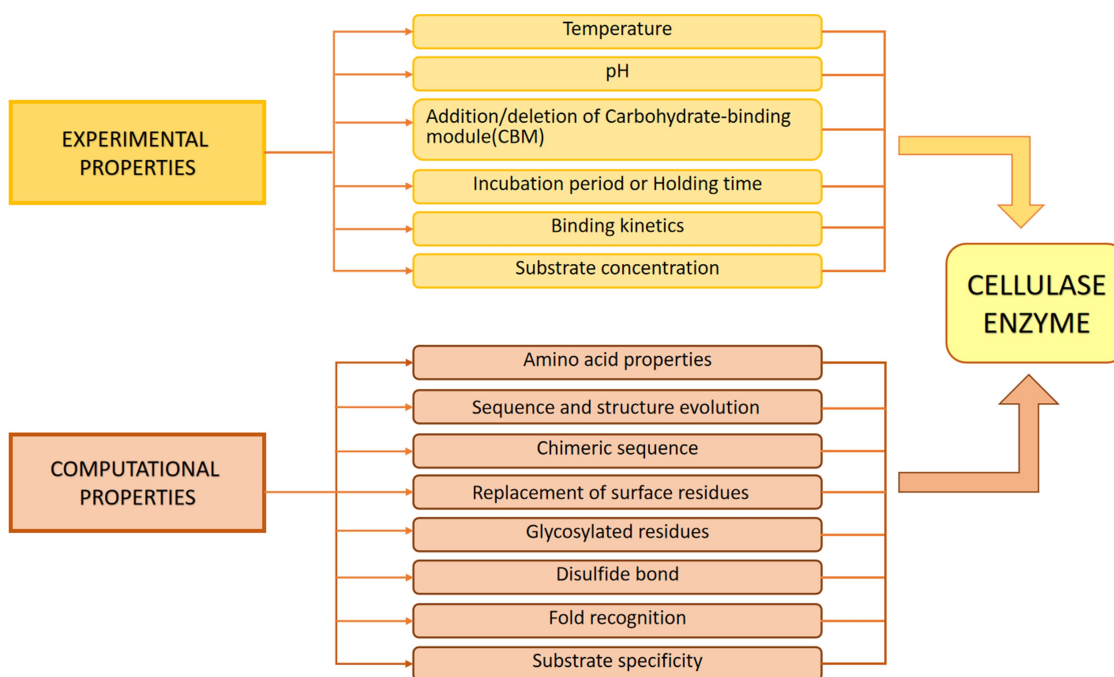 EXPERIMENTAL
PROPERTIES
Temperature
pH
Addition/deletion of Carbohydrate-binding
module(CBM)
Incubation period or Holding time
Binding kinetics
Substrate concentration
CELLULASE
ENZYME
COMPUTATIONAL
PROPERTIES
Amino acid properties
Sequence and structure evolution
Chimeric sequence
Replacement of surface residues
Glycosylated residues
Disulfide bond
Fold recognition
Substrate specificity